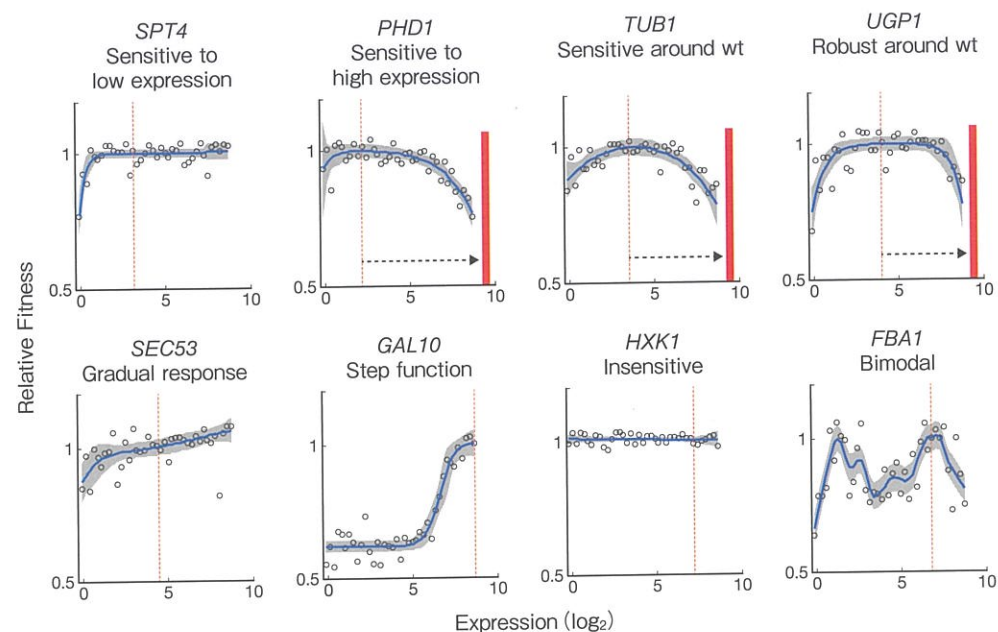 SPT4
Sensitive to
low expression
PHD1
Sensitive to
high expression
TUB1
Sensitive around wt
UGP1
Robust around wt
1
0.5
0
5
10
1
0.5
0
5
10
1
0.5
0
5
10
1
0.5
0
5
10
Relative Fitness
SEC53
Gradual response
GAL10
Step function
HXK1
Insensitive
FBA1
Bimodal
1
0.5
0
5
10
1
0.5
0
5
10
1
0.5
0
5
10
1
0.5
0
5
10
Expression (log₂)